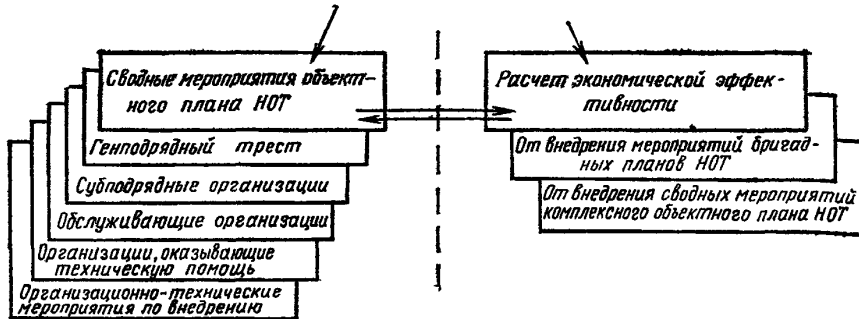 Сводные мероприятия объект-
ного плана НОТ
Генподрядный трест
Субподрядные организации
Обслуживающие организации
Организации, оказывающие
техническую помощь
Организационно-технические
мероприятия по внедрению
Расчет экономической эффек-
тивности
От внедрения мероприятий бригад-
ных планов НОТ
От внедрения сводных мероприятий
комплексного объектного плана НОТ